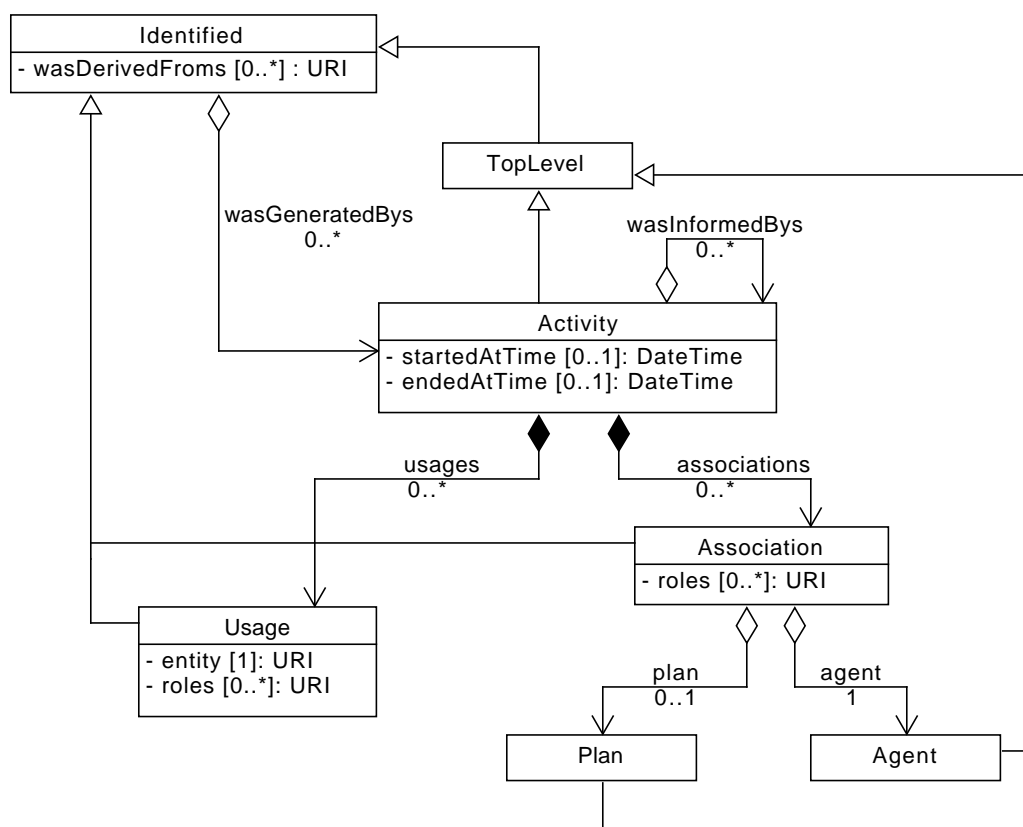 Identified
- wasDerivedFroms [0..*] : URI
TopLevel
wasGeneratedBys
0..*
wasInformedBys
0..*
Activity
- startedAtTime [0..1]: DateTime
- endedAtTime [0..1]: DateTime
usages
0..*
associations
0..*
Association
- roles [0..*]: URI
Usage
- entity [1]: URI
- roles [0..*]: URI
plan
0..1
agent
1
Plan
Agent